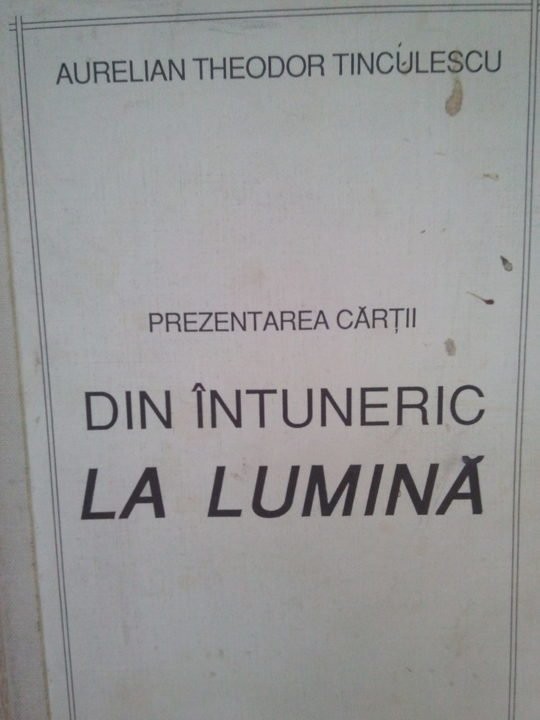 AURELIAN THEODOR TINCULESCU
PREZENTAREA CĂRȚII
DIN ÎNTUNERIC
LA LUMINĂ